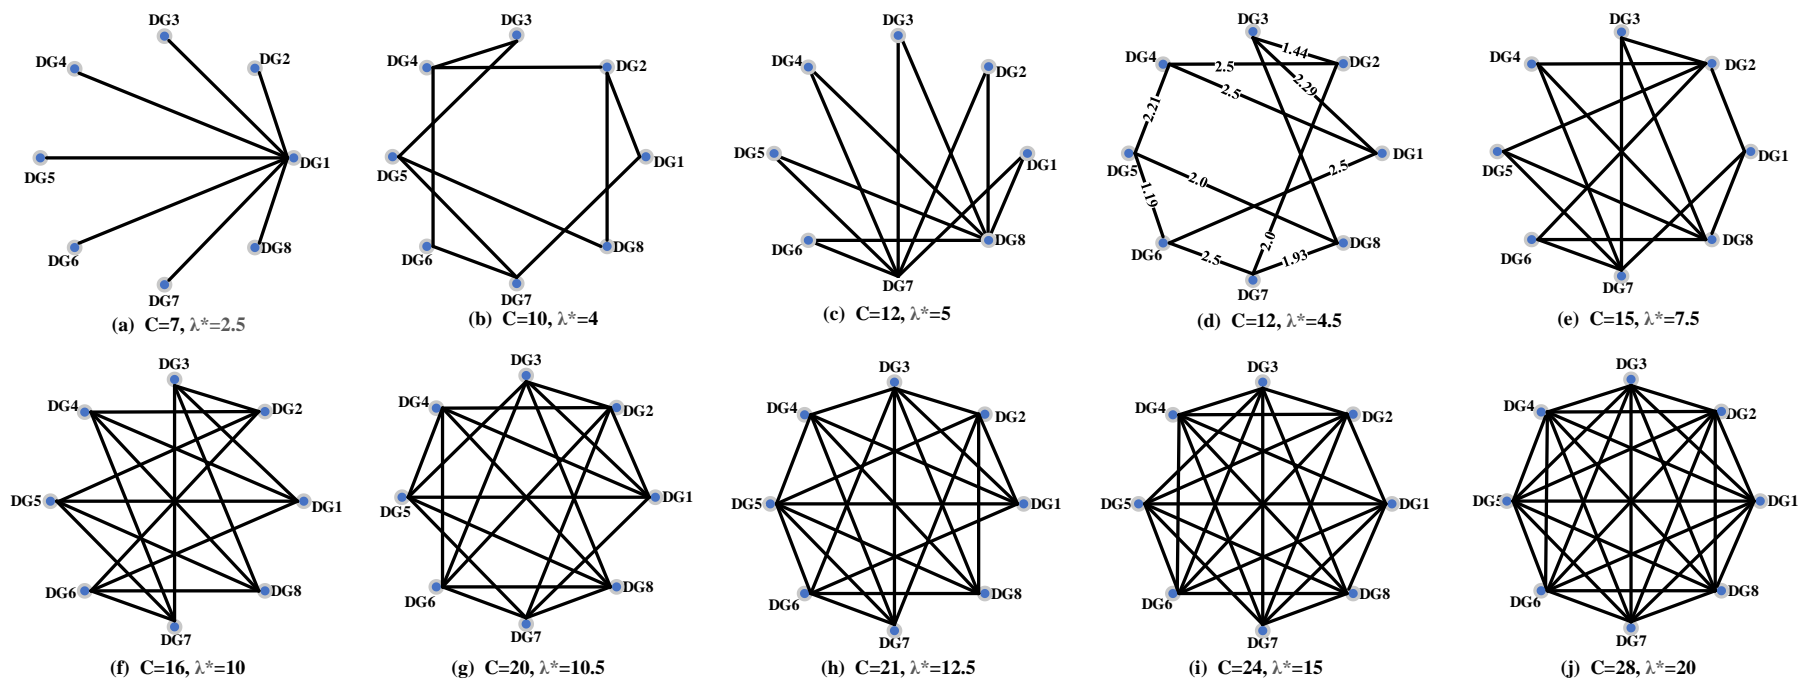 DG3
DG4
DG2
DG5
DG1
DG6
DG8
DG7
(a) C=7, λ*=2.5
DG3
DG4
DG2
DG5
DG1
DG6
DG8
DG7
(b) C=10, λ*=4
DG3
DG4
DG2
DG5
DG1
DG6
DG8
DG7
(c) C=12, λ*=5
DG3
1.44
DG4
2.5
DG2
2.5
2.29
2.21
DG5
DG1
2.0
2.5
1.19
DG6
2.5
2.0
1.93
DG8
DG7
(d) C=12, λ*=4.5
DG3
DG4
DG2
DG5
DG1
DG6
DG8
DG7
(e) C=15, λ*=7.5
DG3
DG4
DG2
DG5
DG1
DG6
DG8
DG7
(f) C=16, λ*=10
DG3
DG4
DG2
DG5
DG1
DG6
DG8
DG7
(g) C=20, λ*=10.5
DG3
DG4
DG2
DG5
DG1
DG6
DG8
DG7
(h) C=21, λ*=12.5
DG3
DG4
DG2
DG5
DG1
DG6
DG8
DG7
(i) C=24, λ*=15
DG3
DG4
DG2
DG5
DG1
DG6
DG8
DG7
(j) C=28, λ*=20